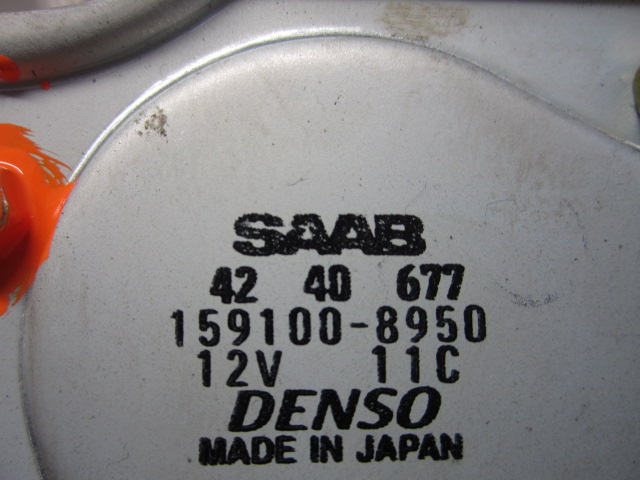 SAAB
42 40 677
159100-8950
12V 11C
DENSO
MADE IN JAPAN